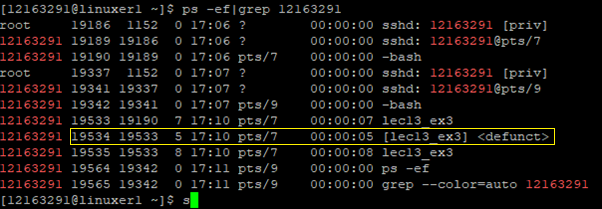 [12163291@linuxer1 ~]$ ps -ef|grep 12163291
root 19186 1152 0 17:06 ? 00:00:00 sshd: 12163291 [priv]
12163291 19189 19186 0 17:06 ? 00:00:00 sshd: 12163291@pts/7
12163291 19190 19189 0 17:06 pts/7 00:00:00 -bash
root 19337 1152 0 17:07 ? 00:00:00 sshd: 12163291 [priv]
12163291 19341 19337 0 17:07 ? 00:00:00 sshd: 12163291@pts/9
12163291 19342 19341 0 17:07 pts/9 00:00:00 -bash
12163291 19533 19190 7 17:10 pts/7 00:00:07 lec13_ex3
12163291 19534 19533 5 17:10 pts/7 00:00:05 [lec13_ex3] <defunct>
12163291 19535 19533 8 17:10 pts/7 00:00:08 lec13_ex3
12163291 19564 19342 0 17:11 pts/9 00:00:00 ps -ef
12163291 19565 19342 0 17:11 pts/9 00:00:00 grep --color=auto 12163291
[12163291@linuxer1 ~]$ s